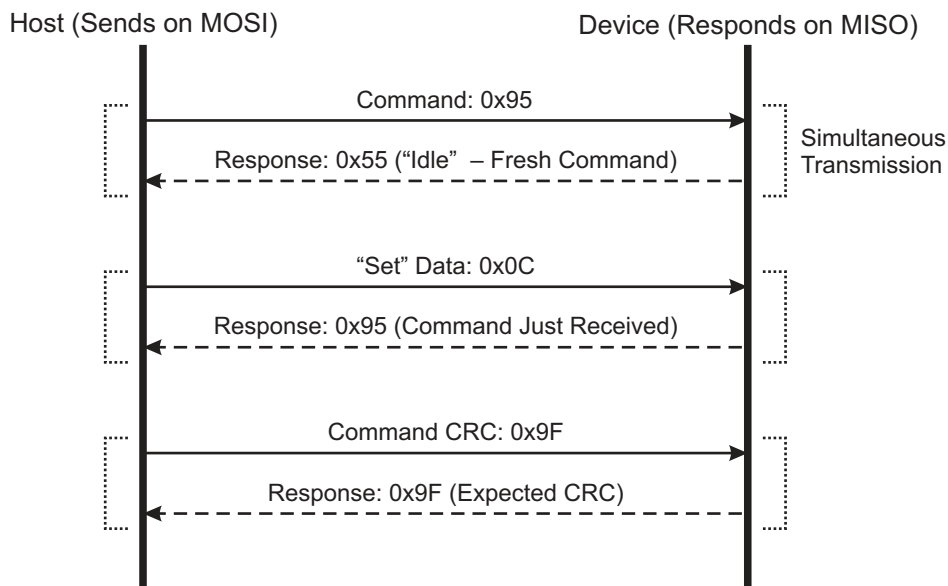 Host (Sends on MOSI)
Device (Responds on MISO)
Command: 0x95
Response: 0x55 (“Idle” – Fresh Command)
Simultaneous
Transmission
“Set” Data: 0x0C
Response: 0x95 (Command Just Received)
Command CRC: 0x9F
Response: 0x9F (Expected CRC)